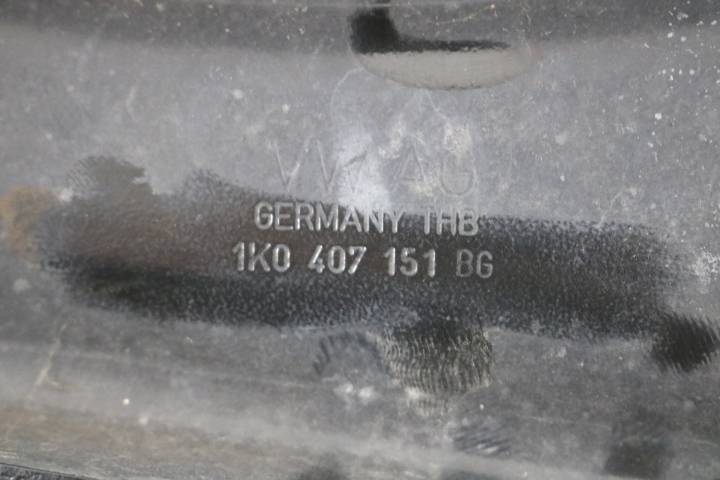 VW AG
GERMANY THB
1K0 407 151 BG